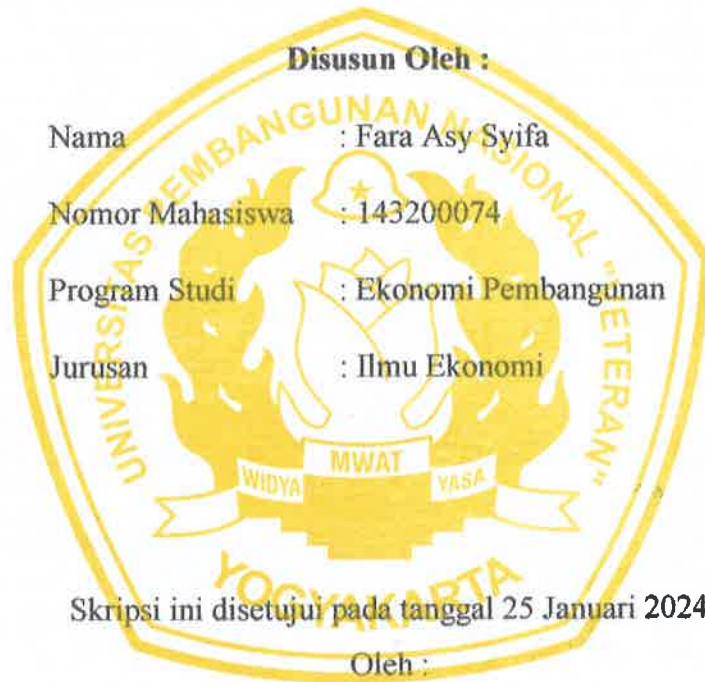 Disusun Oleh :
Nama : Fara Asy Syifa
Nomor Mahasiswa : 143200074
Program Studi : Ekonomi Pembangunan
Jurusan : Ilmu Ekonomi
UNIVERSITAS PEMBANGUNAN NASIONAL "VETERAN"
WIDYA MWAT YASA
YOGYAKARTA
Skripsi ini disetujui pada tanggal 25 Januari 2024
Oleh :